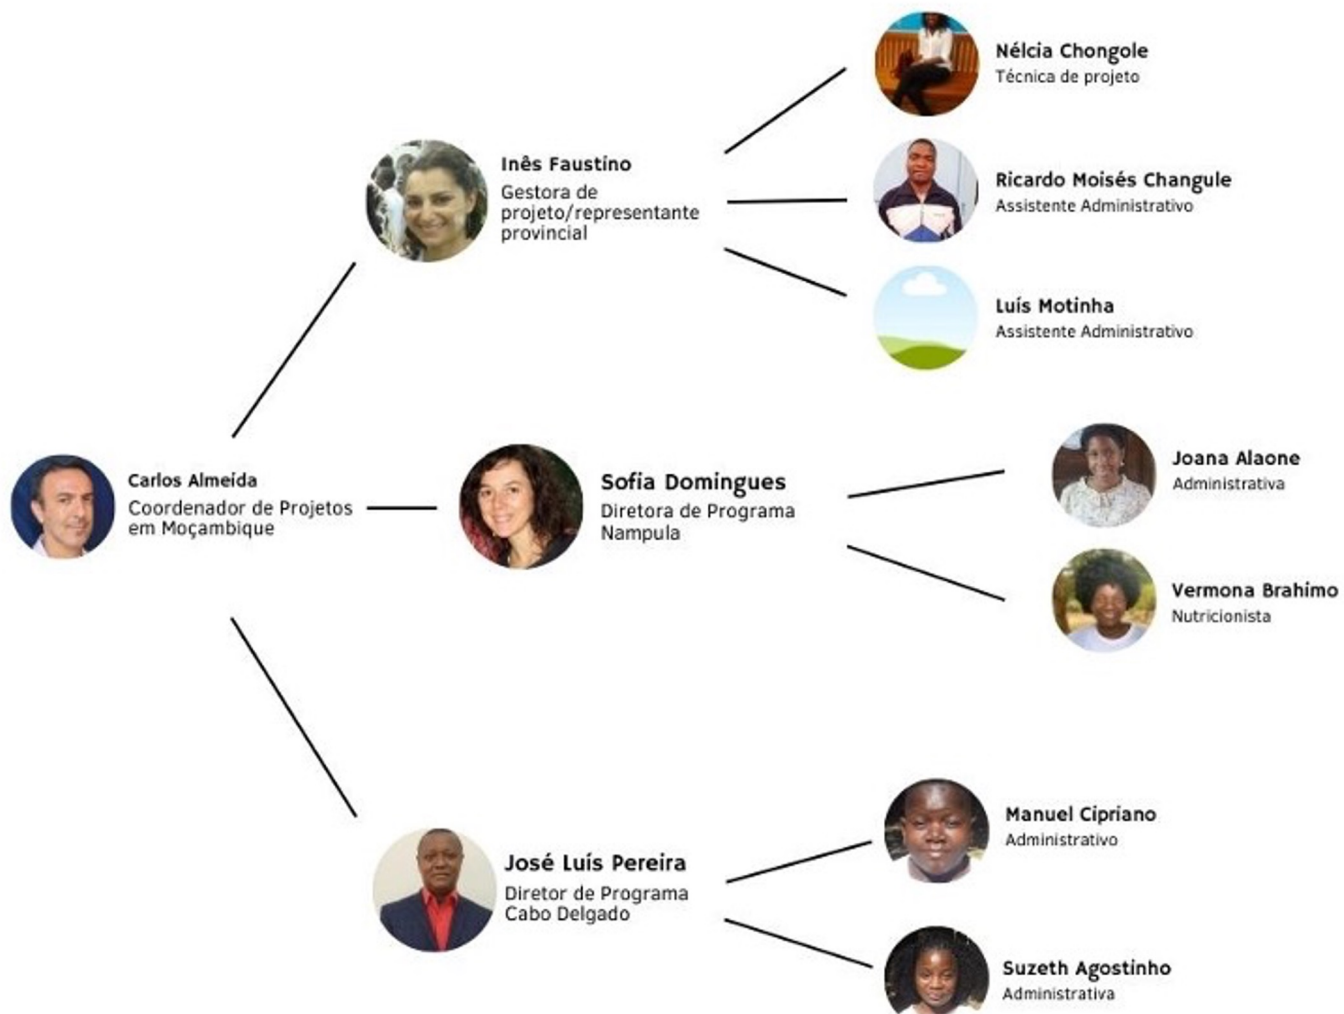 Nélcia Chongole
Técnica de projeto
Inês Faustino
Gestora de
projeto/representante
provincial
Ricardo Moisés Changule
Assistente Administrativo
Luís Motinha
Assistente Administrativo
Carlos Almeida
Coordenador de Projetos
em Moçambique
Sofia Domingues
Diretora de Programa
Nampula
Joana Alaone
Administrativa
Vermona Brahimo
Nutricionista
José Luís Pereira
Diretor de Programa
Cabo Delgado
Manuel Cipriano
Administrativo
Suzeth Agostinho
Administrativa